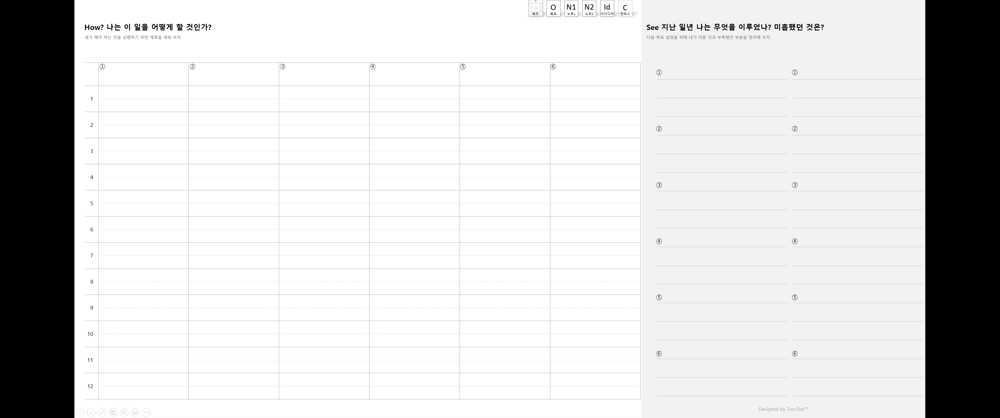 O
N1
N2
Id
C
목차
목표
노트1
노트2
아이디어
캔버스
How? 나는 이 일을 어떻게 할 것인가?
내가 해야 하는 것을 실행하기 위한 계획을 세워 보자
① ② ③ ④ ⑤ ⑥
1
2
3
4
5
6
7
8
9
10
11
12
See 지난 일년 나는 무엇을 이루었나? 미흡했던 것은?
다음 목표 설정을 위해 내가 이룬 것과 부족했던 부분을 정리해 보자
① ①
② ②
③ ③
④ ④
⑤ ⑤
⑥ ⑥
Designed by Ten:One™